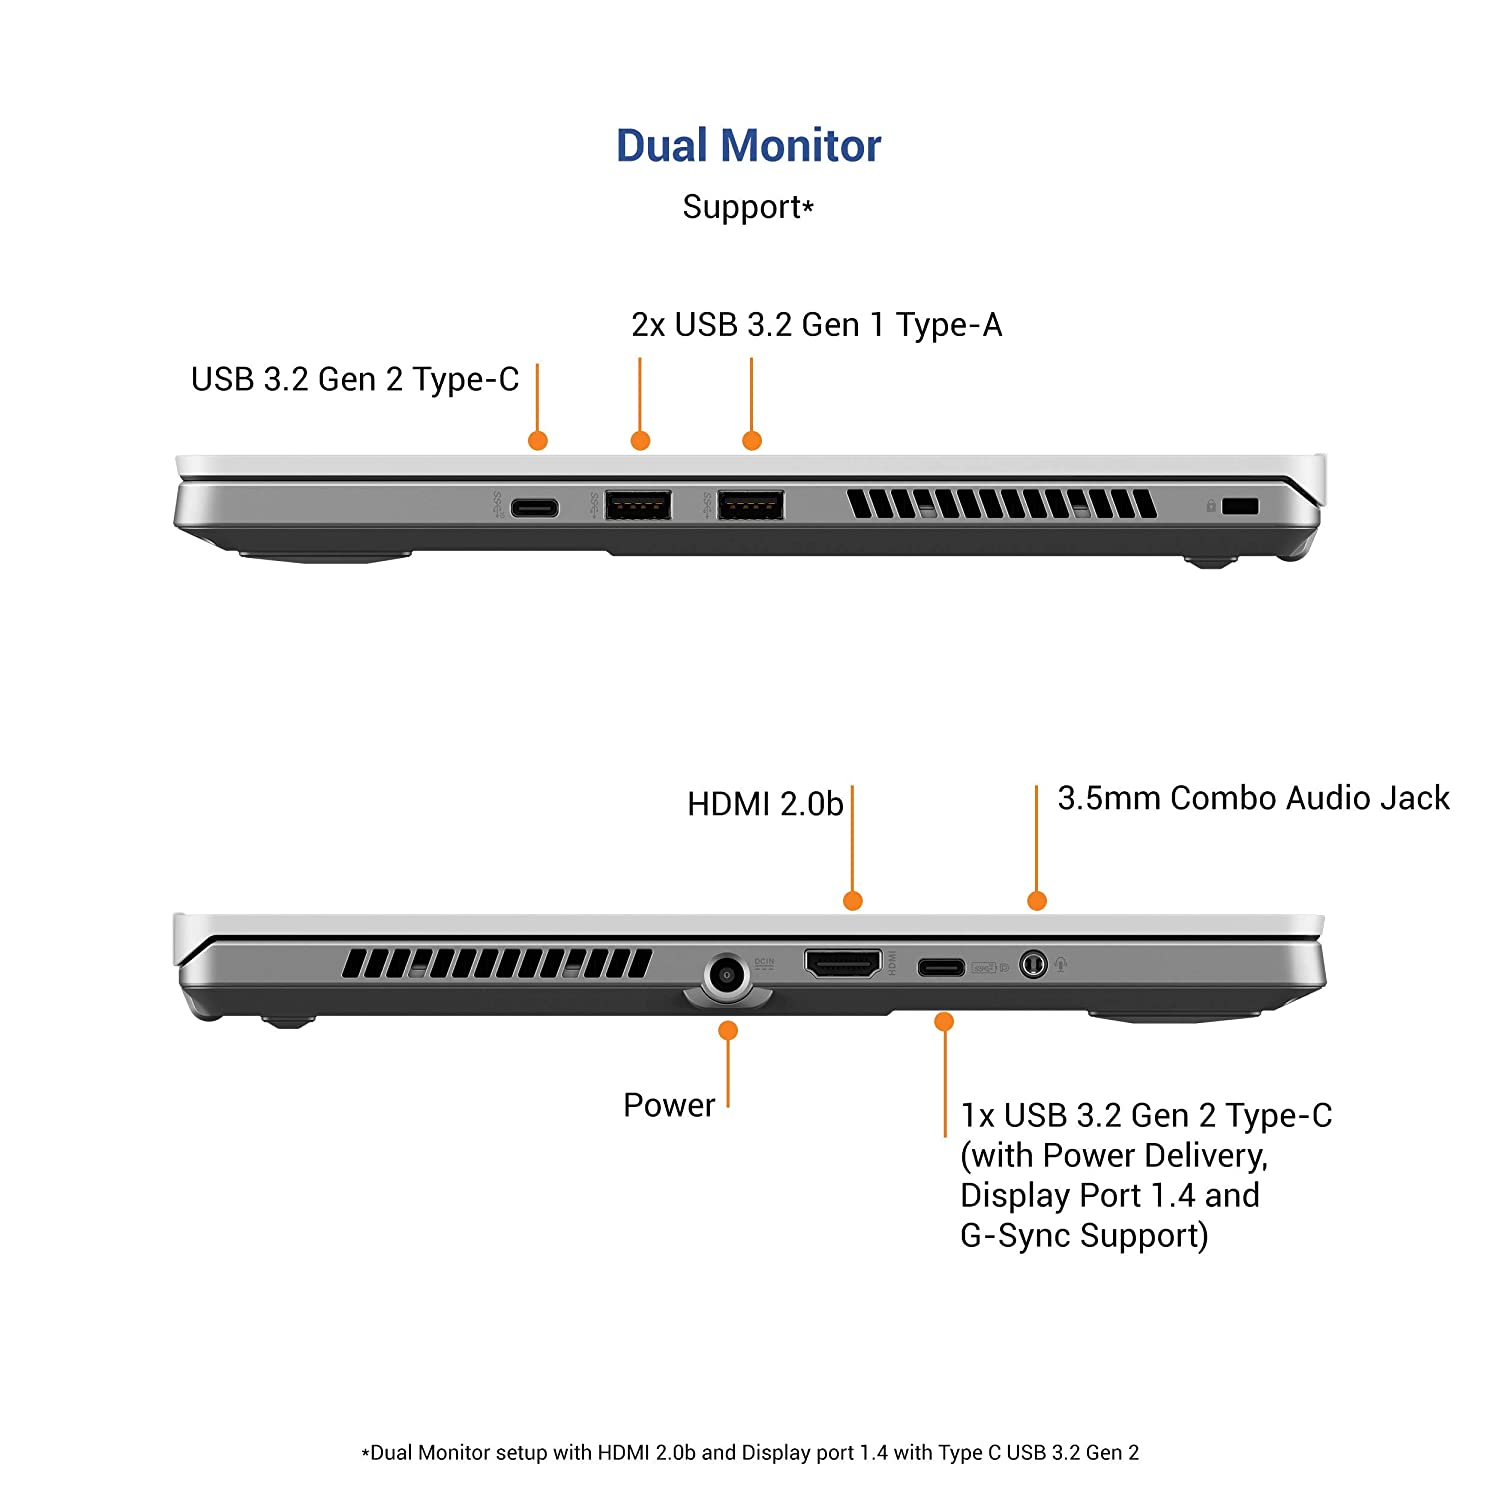 Dual Monitor
Support*
2x USB 3.2 Gen 1 Type-A
USB 3.2 Gen 2 Type-C
HDMI 2.0b
3.5mm Combo Audio Jack
DCIN
HDMI
Power
1x USB 3.2 Gen 2 Type-C
(with Power Delivery,
Display Port 1.4 and
G-Sync Support)
*Dual Monitor setup with HDMI 2.0b and Display port 1.4 with Type C USB 3.2 Gen 2